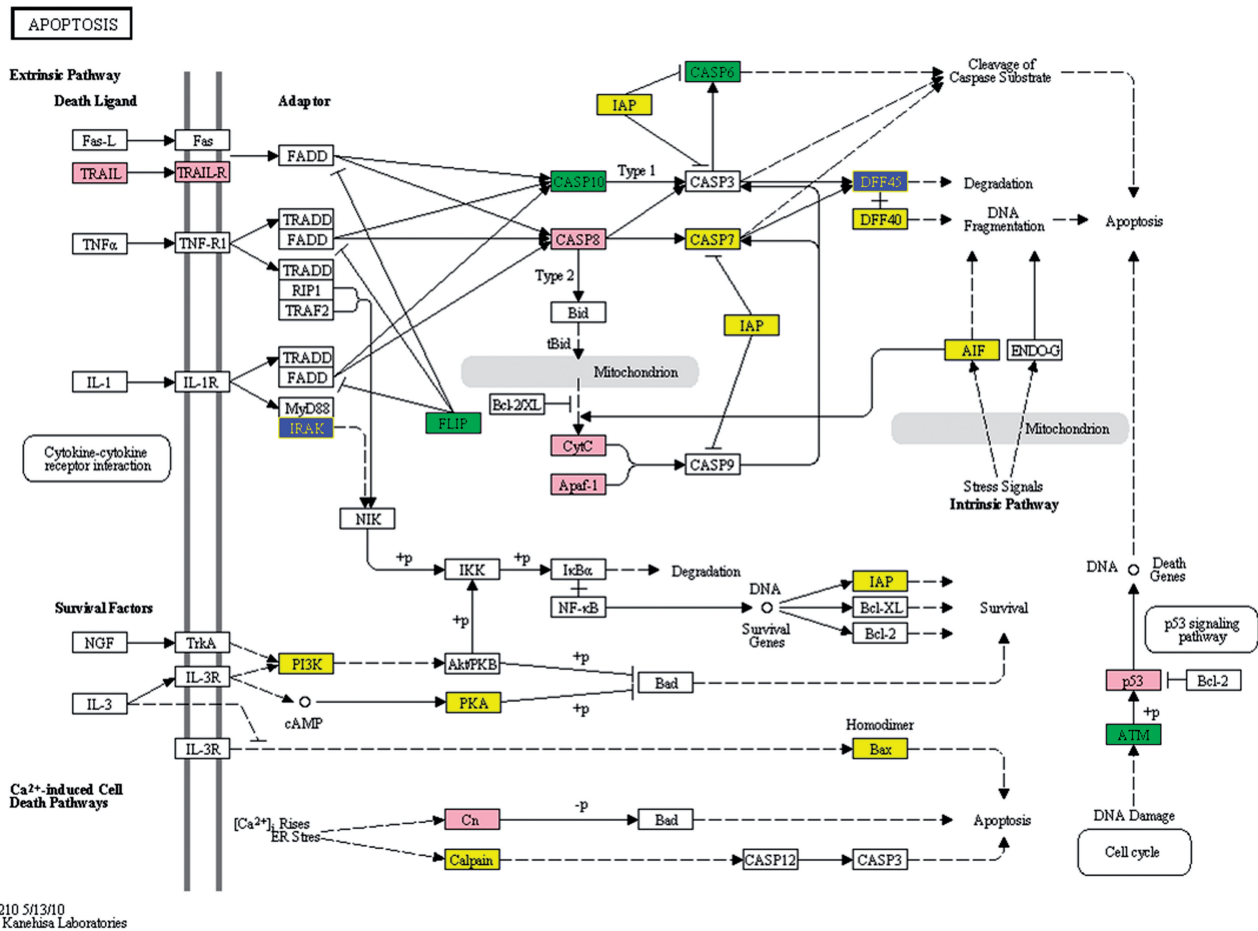 APOPTOSIS
Extrinsic Pathway
Death Ligand
Adaptor
Fas-L
Fas
FADD
TRAIL
TRAIL-R
TNFα
TNF-R1
TRADD
FADD
TRADD
RIP1
TRAF2
IL-1
IL-1R
TRADD
FADD
MyD88
IRAK
FLIP
Cytokine-cytokine
receptor interaction
CASP6
IAP
CASP10
Type 1
CASP3
CASP8
CASP7
Type 2
Bid
tBid
Mitochondrion
Bcl-2/XL
CytC
Apaf-1
CASP9
IAP
Cleavage of
Caspase Substrate
DFF45
Degradation
DFF40
DNA
Fragmentation
Apoptosis
AIF
ENDO-G
Mitochondrion
Stress Signals
Intrinsic Pathway
NIK
+p
IKK
+p
IκBα
Degradation
NF-κB
DNA
Survival
Genes
IAP
Bcl-XL
Bcl-2
Survival
+p
Survival Factors
NGF
TrkA
PI3K
Akt/PKB
+p
IL-3R
IL-3
cAMP
PKA
+p
Bad
IL-3R
Homodimer
Bax
DNA
Death
Genes
p53 signaling
pathway
p53
Bcl-2
+p
ATM
DNA Damage
Cell cycle
Ca2+-induced Cell
Death Pathways
[Ca2+]i Rises
ER Stres
Cn
-p
Bad
Apoptosis
Calpain
CASP12
CASP3
210 5/13/10
Kanehisa Laboratories